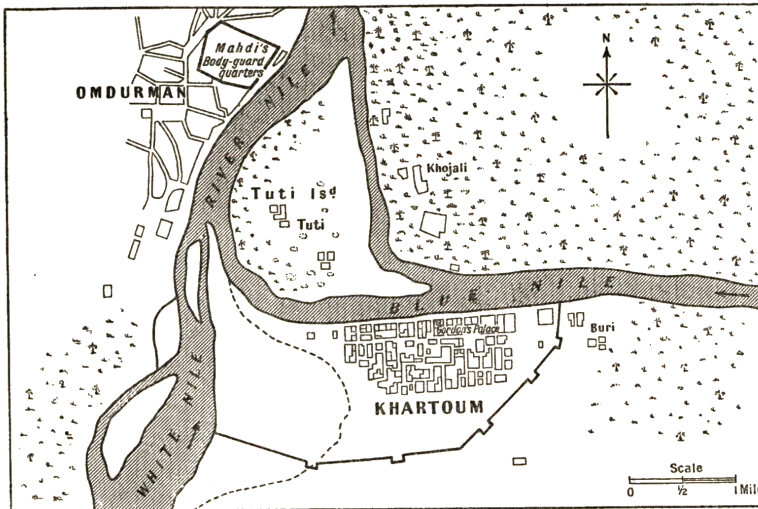 Mahdi's
Body-guard
quarters
OMDURMAN
N
RIVER NILE
Khojali
Tuti Isd
Tuti
BLUE NILE
Gordon's Palace
Buri
KHARTOUM
WHITE NILE
Scale
0 ½ 1 Mile